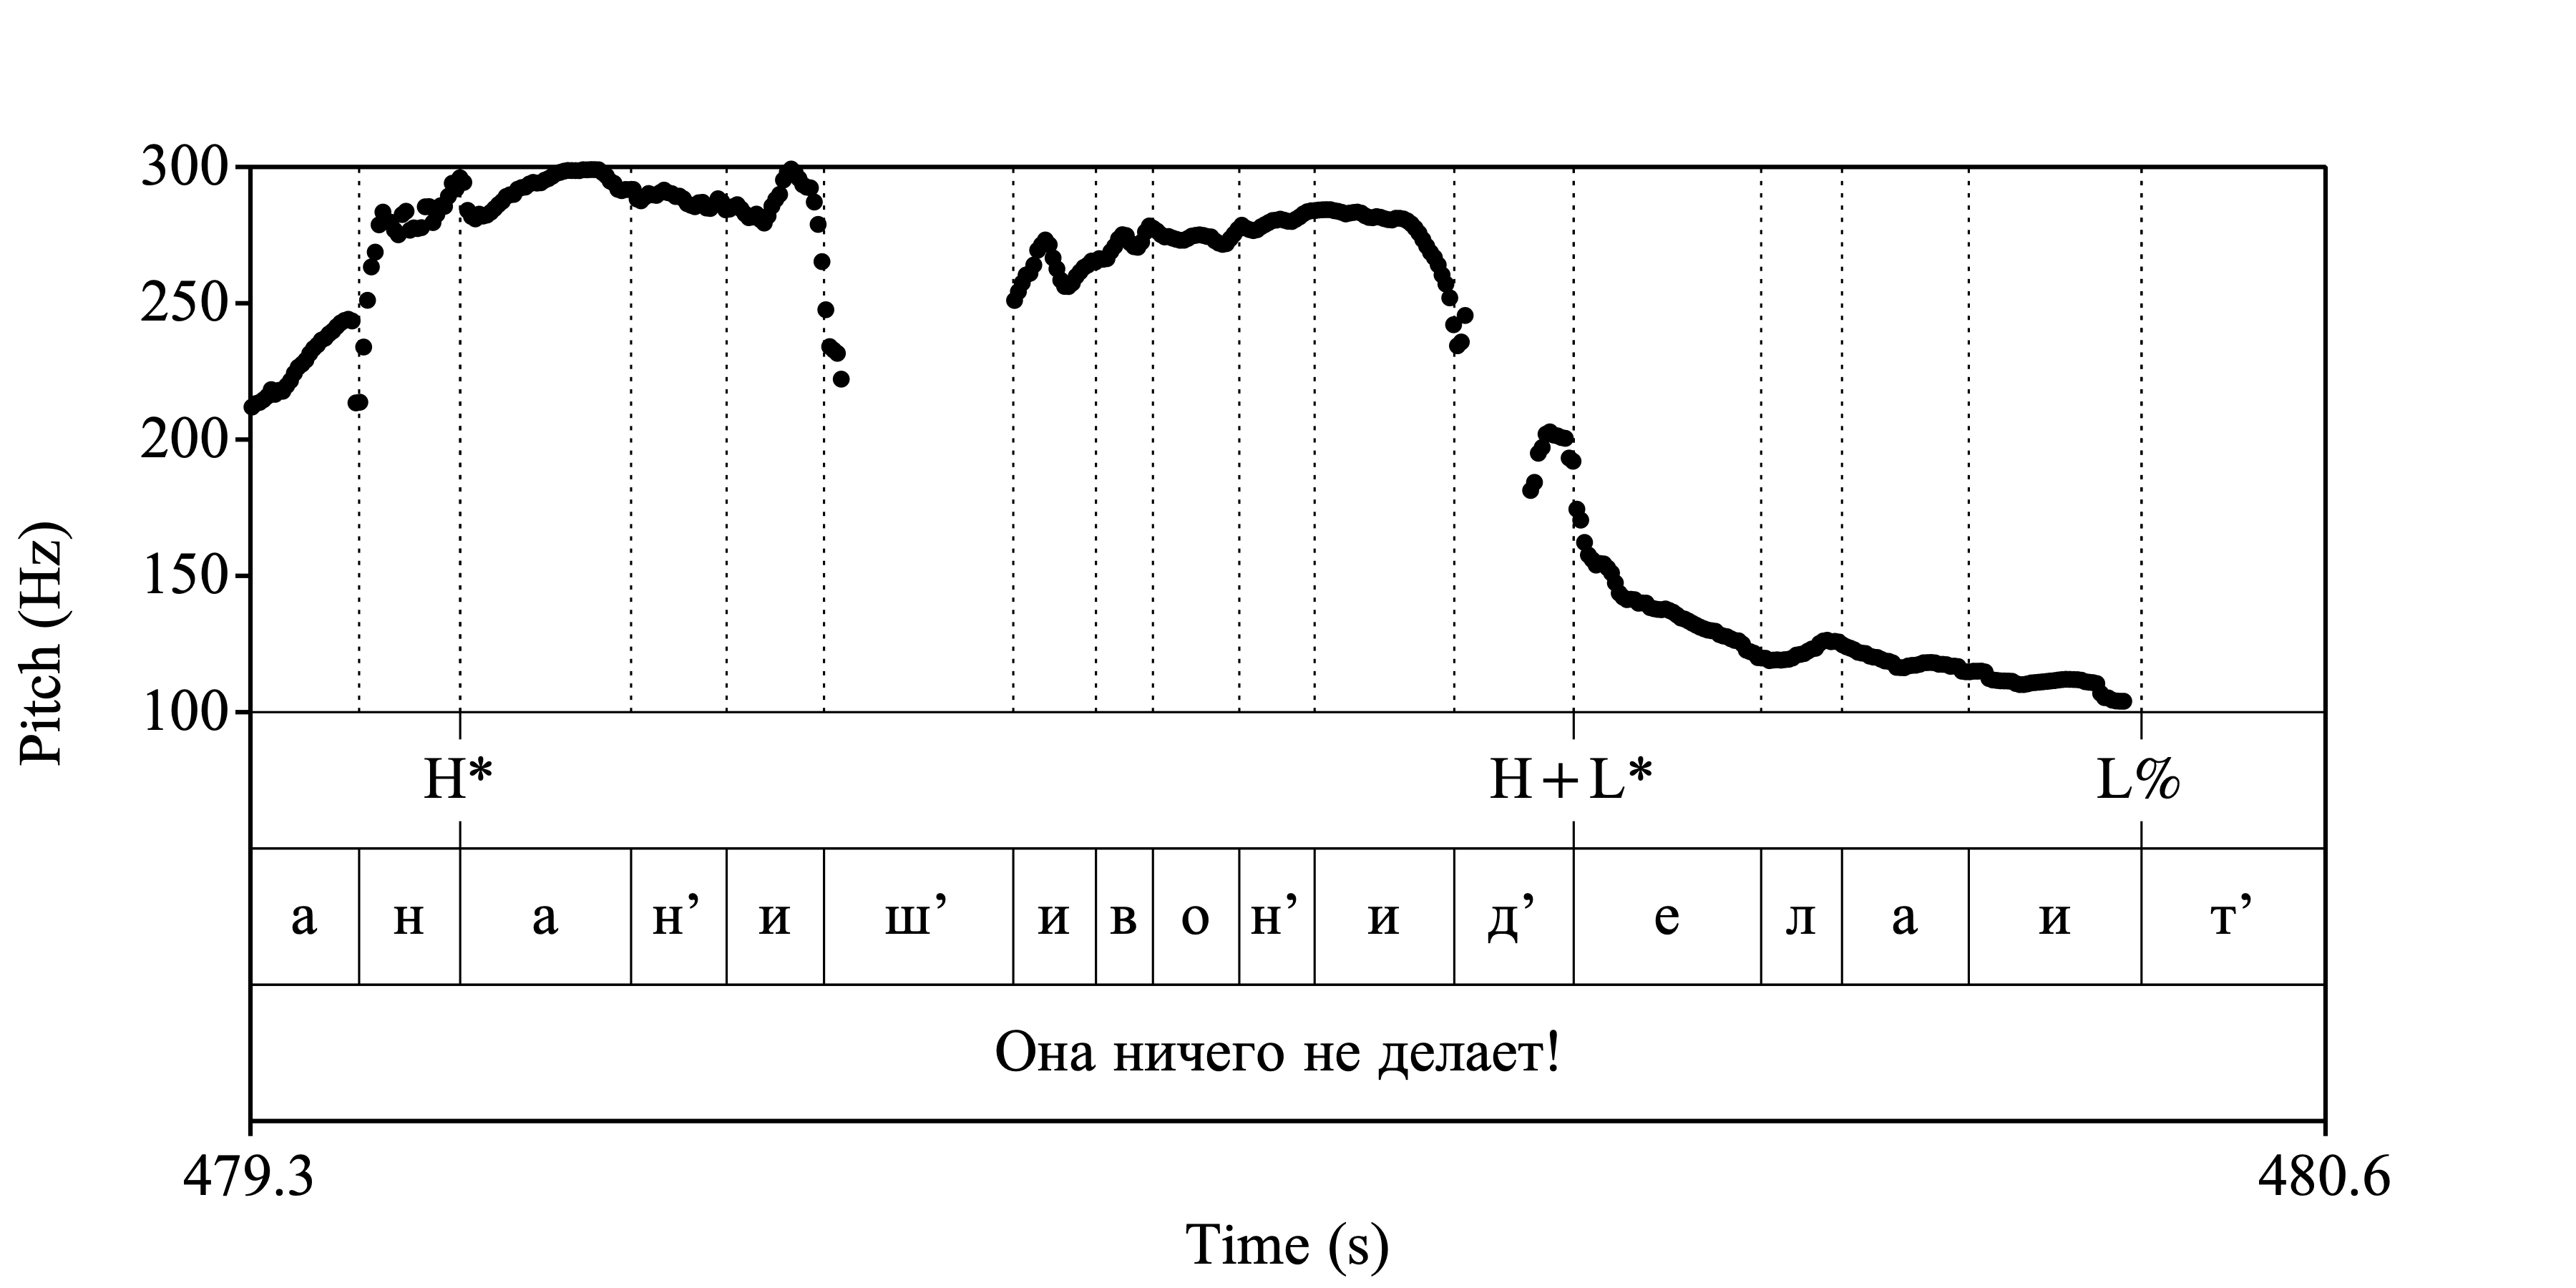 300
250
200
150
100
Pitch (Hz)
H* H+L* L%
а н а н’ и ш’ и в о н’ и д’ е л а и т’
Она ничего не делает!
479.3 480.6
Time (s)